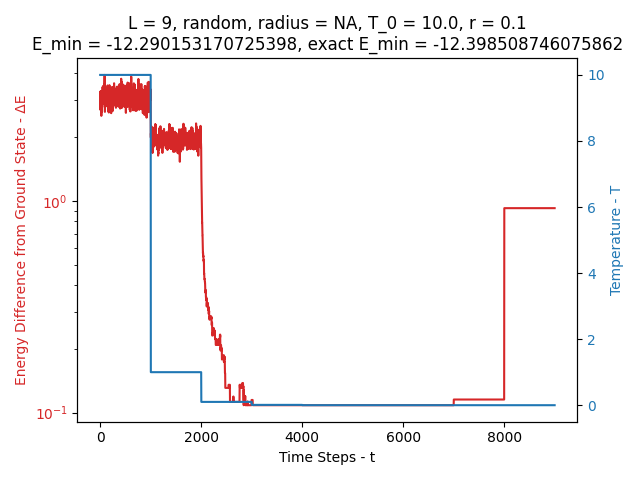 L = 9, random, radius = NA, T_0 = 10.0, r = 0.1
E_min = -12.290153170725398, exact E_min = -12.398508746075862
Energy Difference from Ground State - ΔE
10⁰
10⁻¹
10
8
6
4
2
0
Temperature - T
0
2000
4000
6000
8000
Time Steps - t